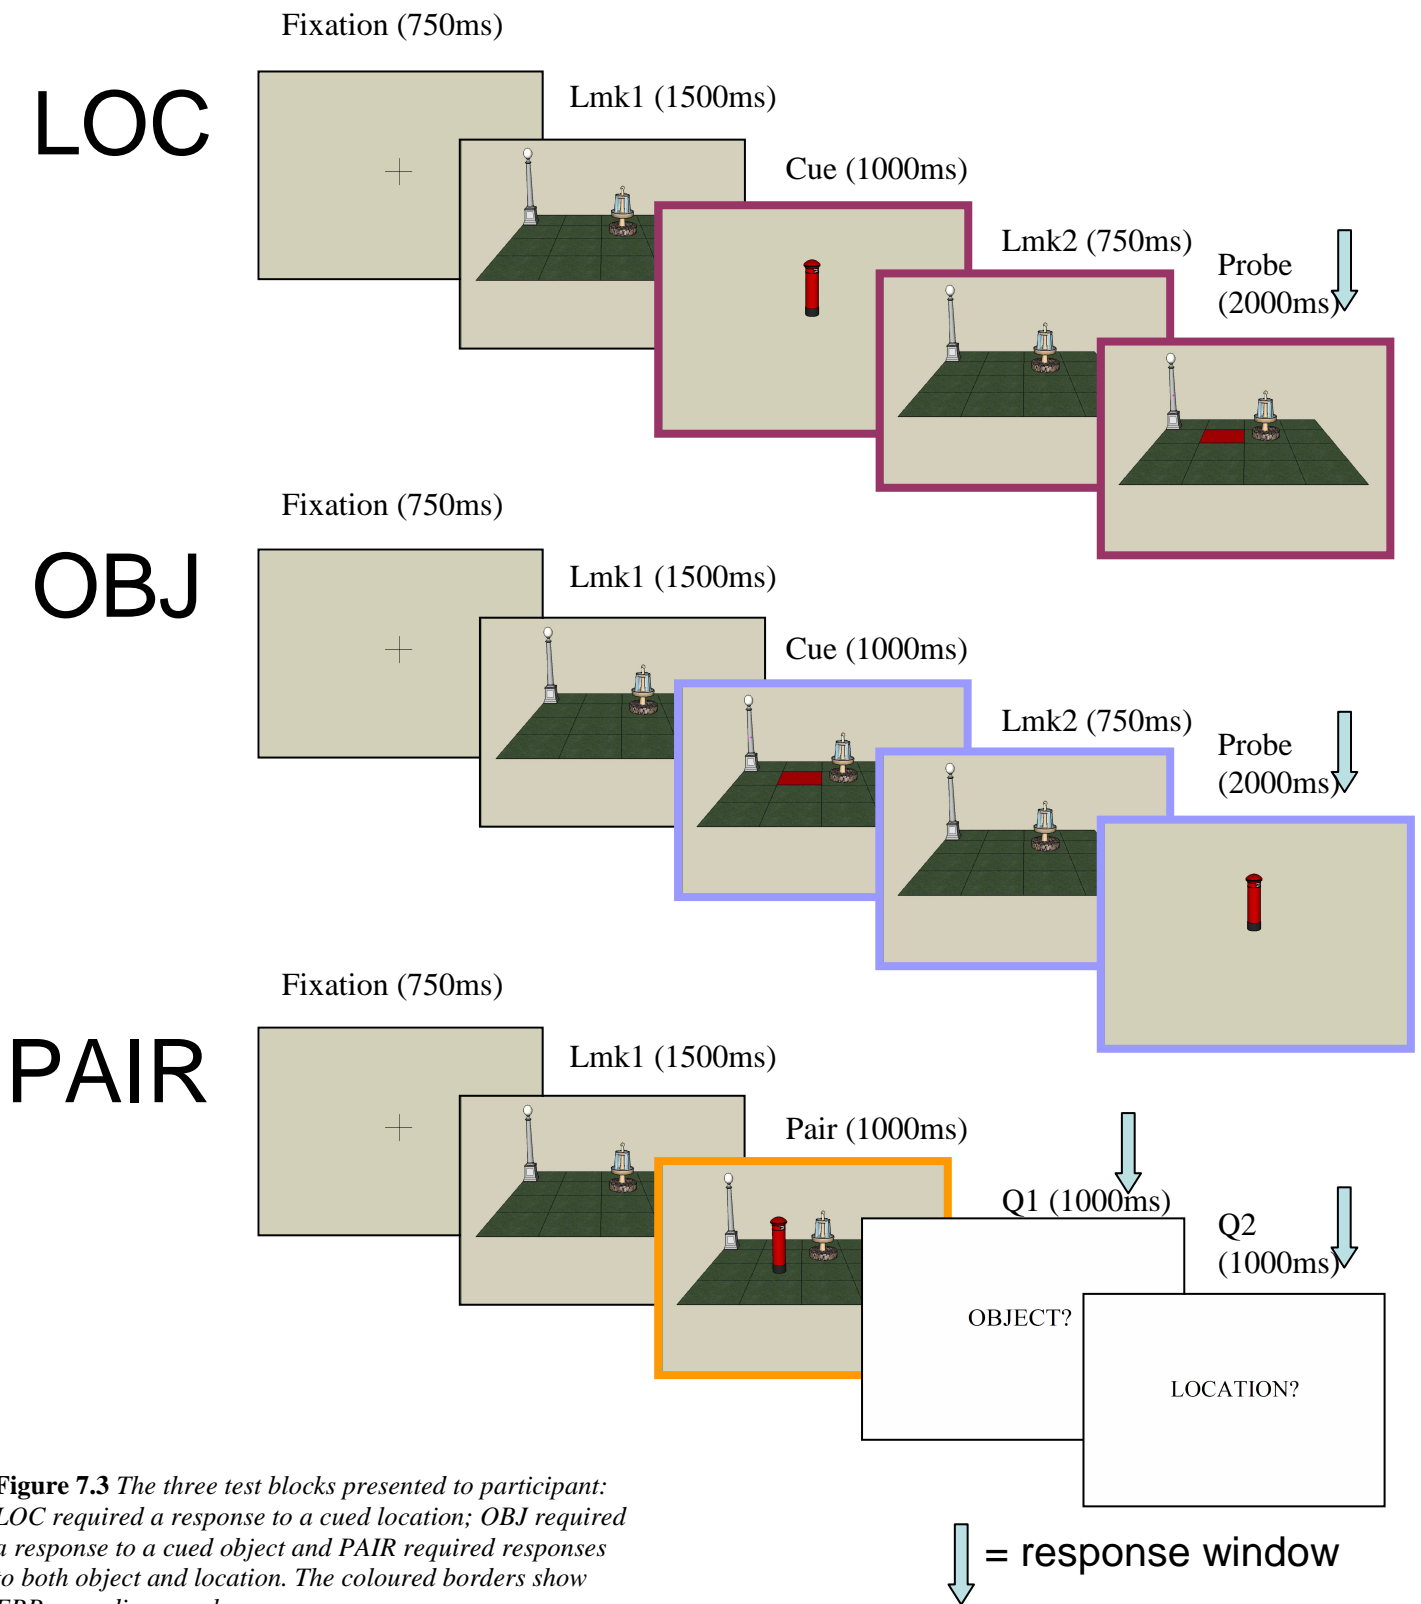 Fixation (750ms)
LOC
Lmk1 (1500ms)
Cue (1000ms)
Lmk2 (750ms)
Probe
(2000ms)
Fixation (750ms)
OBJ
Lmk1 (1500ms)
Cue (1000ms)
Lmk2 (750ms)
Probe
(2000ms)
Fixation (750ms)
PAIR
Lmk1 (1500ms)
Pair (1000ms)
Q1 (1000ms)
Q2
(1000ms)
OBJECT?
LOCATION?
Figure 7.3 The three test blocks presented to participant:
LOC required a response to a cued location; OBJ required
a response to a cued object and PAIR required responses
to both object and location. The coloured borders show
= response window